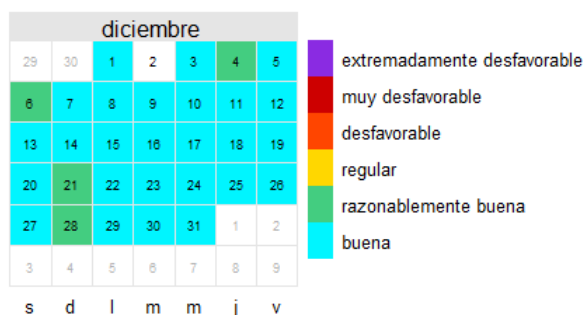 diciembre
29 30 1 2 3 4 5
6 7 8 9 10 11 12
13 14 15 16 17 18 19
20 21 22 23 24 25 26
27 28 29 30 31 1 2
3 4 5 6 7 8 9
s d l m m j v
extremadamente desfavorable
muy desfavorable
desfavorable
regular
razonablemente buena
buena